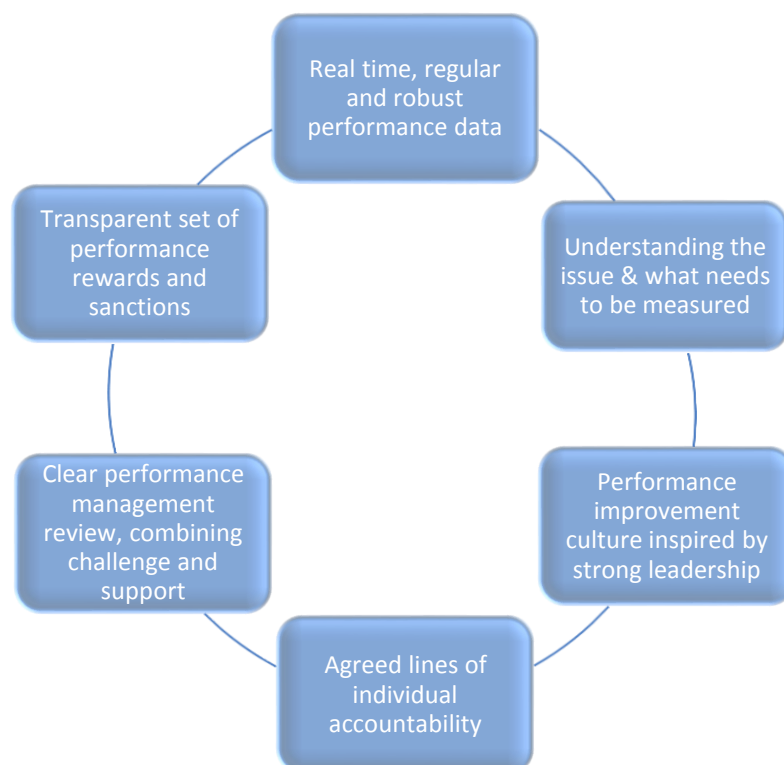 Real time, regular
and robust
performance data
Understanding the
issue & what needs
to be measured
Performance
improvement
culture inspired by
strong leadership
Agreed lines of
individual
accountability
Clear performance
management
review, combining
challenge and
support
Transparent set of
performance
rewards and
sanctions